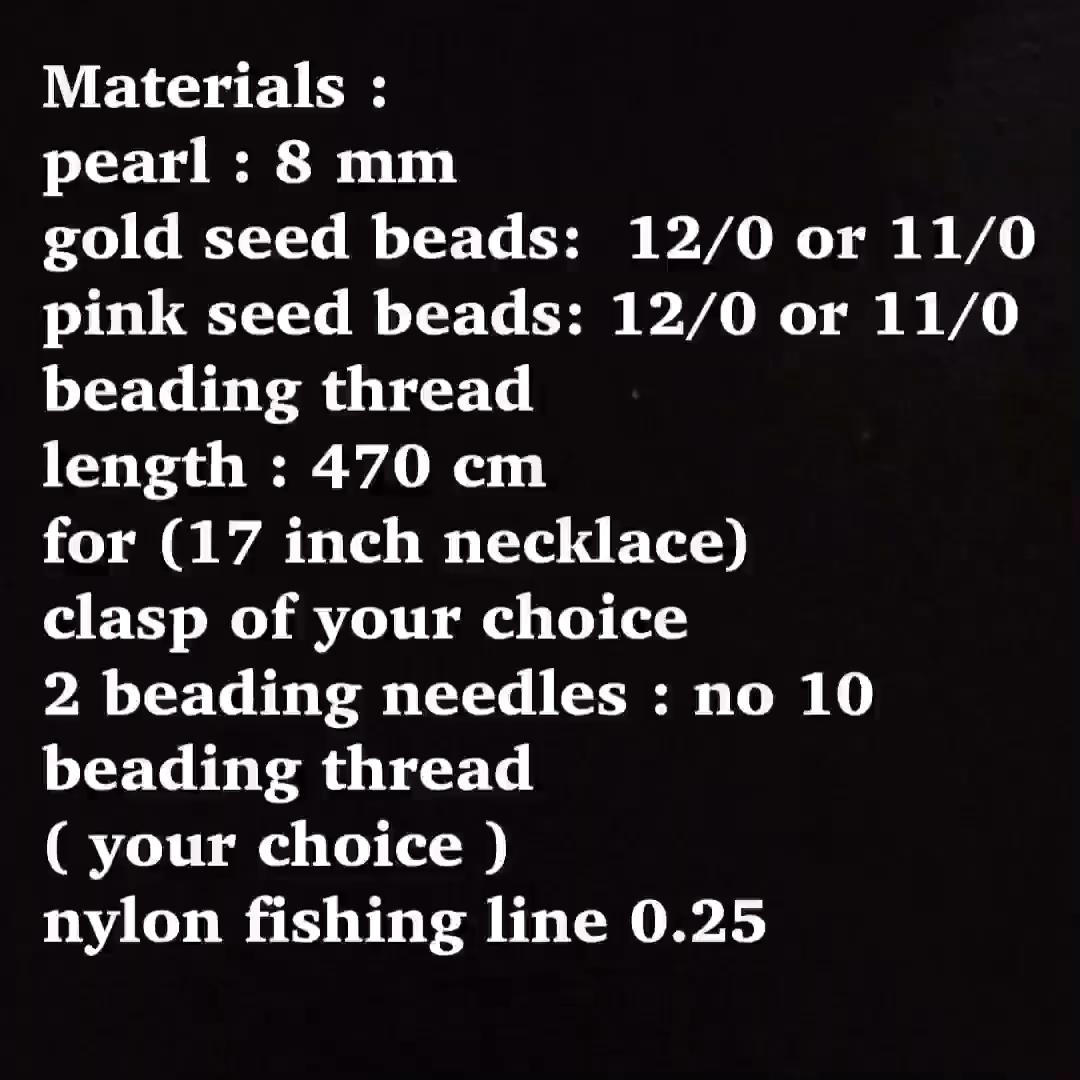 Materials :
pearl : 8 mm
gold seed beads:  12/0 or 11/0
pink seed beads: 12/0 or 11/0
beading thread
length : 470 cm
for (17 inch necklace)
clasp of your choice
2 beading needles : no 10
beading thread
( your choice )
nylon fishing line 0.25